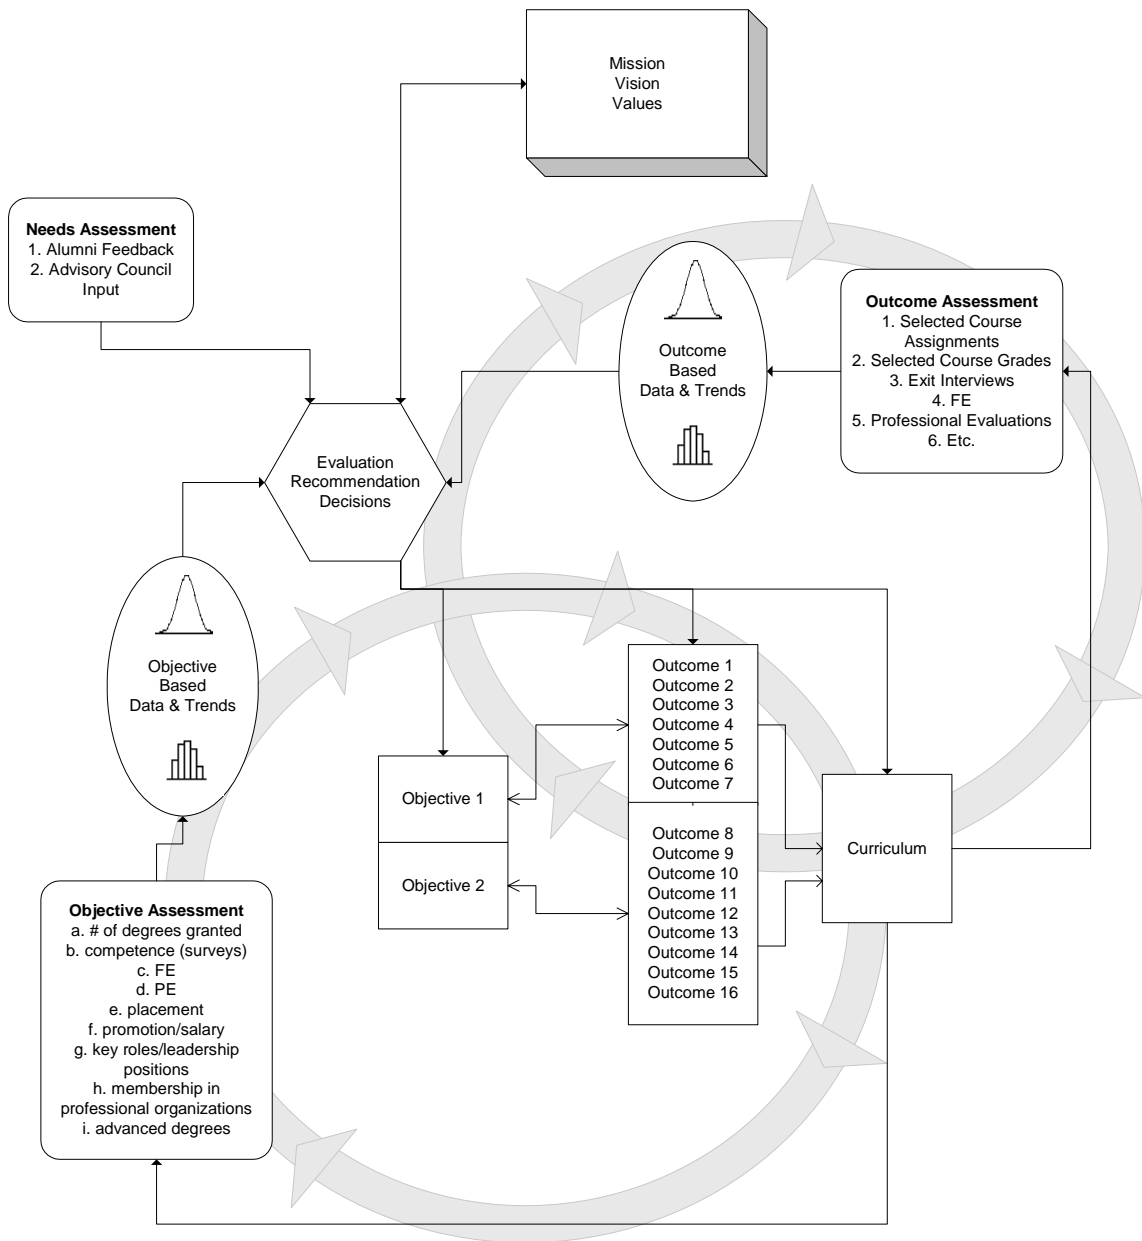 Mission
Vision
Values
Needs Assessment
1. Alumni Feedback
2. Advisory Council
Input
Outcome Assessment
1. Selected Course
Assignments
2. Selected Course Grades
3. Exit Interviews
4. FE
5. Professional Evaluations
6. Etc.
Outcome
Based
Data & Trends
Evaluation
Recommendation
Decisions
Objective
Based
Data & Trends
Outcome 1
Outcome 2
Outcome 3
Outcome 4
Outcome 5
Outcome 6
Outcome 7
Objective 1
Objective 2
Outcome 8
Outcome 9
Outcome 10
Outcome 11
Outcome 12
Outcome 13
Outcome 14
Outcome 15
Outcome 16
Curriculum
Objective Assessment
a. # of degrees granted
b. competence (surveys)
c. FE
d. PE
e. placement
f. promotion/salary
g. key roles/leadership
positions
h. membership in
professional organizations
i. advanced degrees